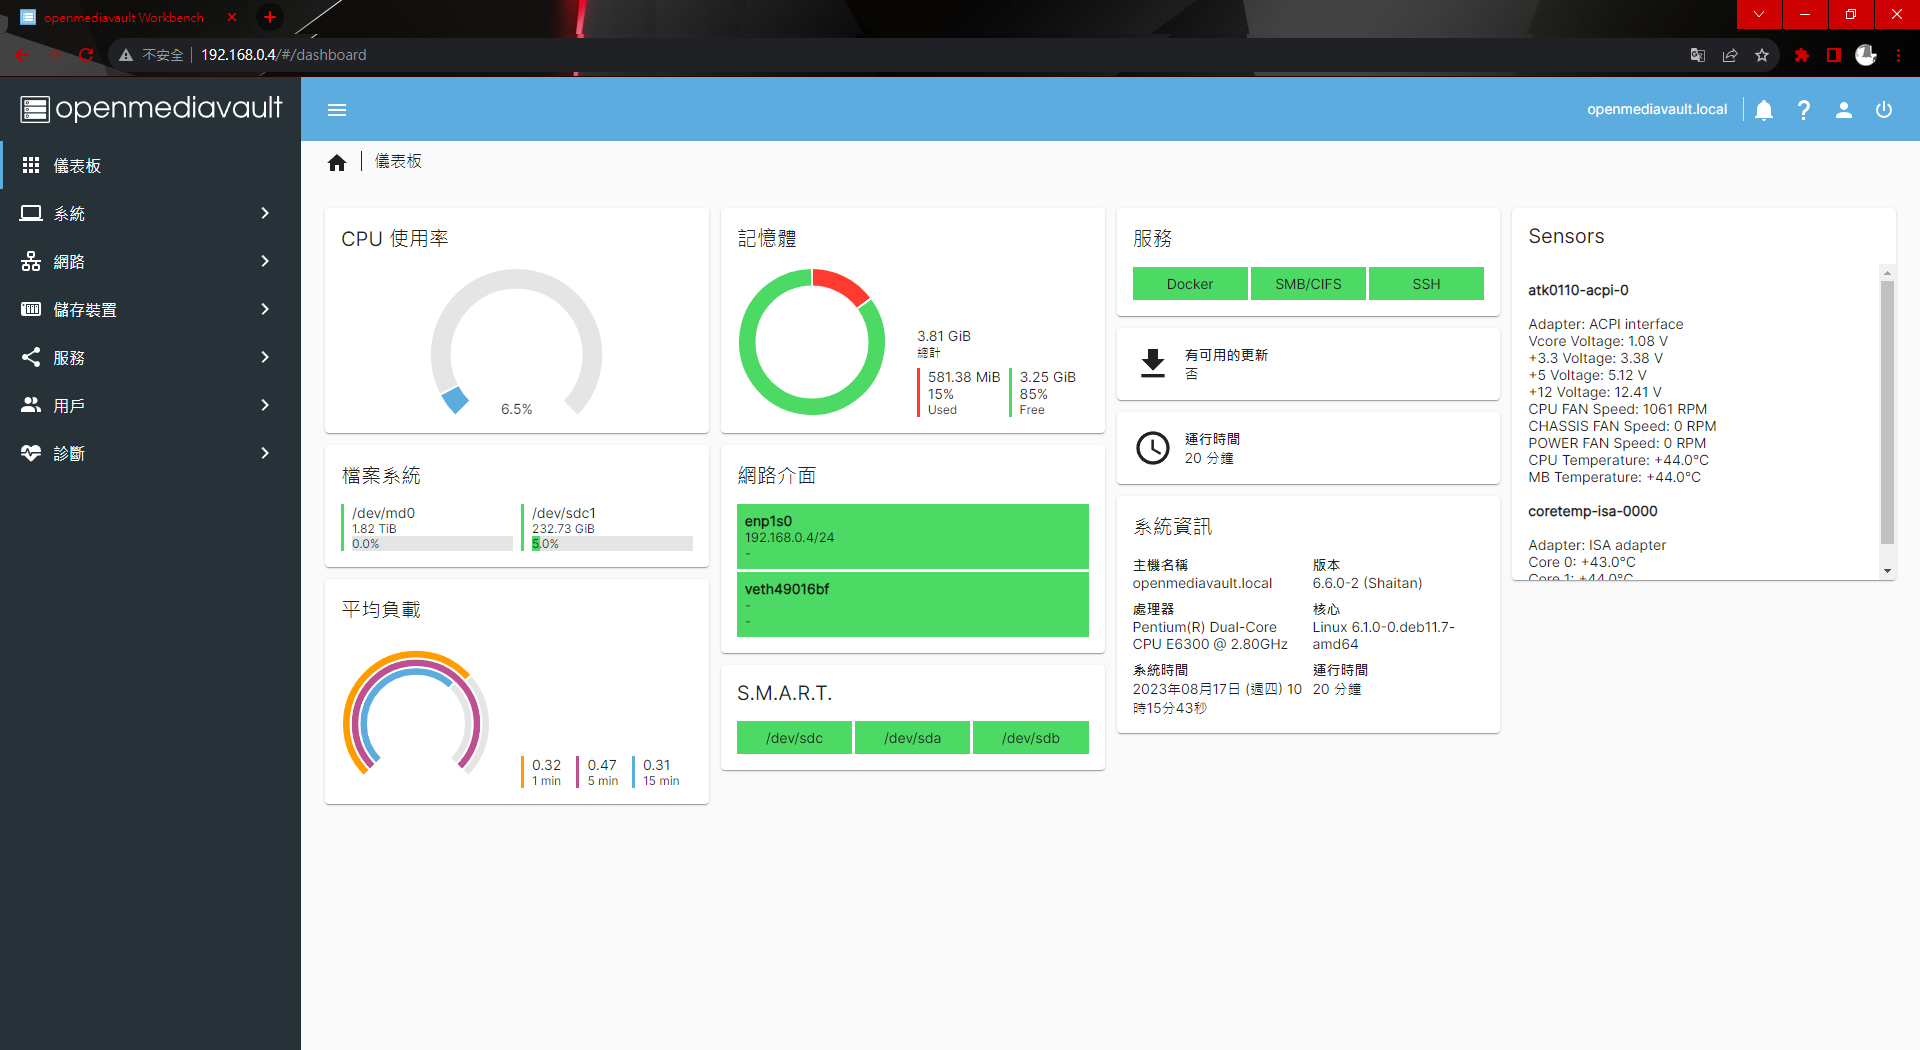 openmediavault Workbench
不安全
192.168.0.4/#/dashboard
openmediavault
openmediavault.local
儀表板
系統
網路
儲存裝置
服務
用戶
診斷
儀表板
CPU 使用率
6.5%
記憶體
3.81 GiB
總計
581.38 MiB
15%
Used
3.25 GiB
85%
Free
服務
Docker
SMB/CIFS
SSH
有可用的更新
否
運行時間
20 分鐘
Sensors
atk0110-acpi-0
Adapter: ACPI interface
Vcore Voltage: 1.08 V
+3.3 Voltage: 3.38 V
+5 Voltage: 5.12 V
+12 Voltage: 12.41 V
CPU FAN Speed: 1061 RPM
CHASSIS FAN Speed: 0 RPM
POWER FAN Speed: 0 RPM
CPU Temperature: +44.0°C
MB Temperature: +44.0°C
coretemp-isa-0000
Adapter: ISA adapter
Core 0: +43.0°C
Core 1: +44.0°C
檔案系統
/dev/md0
1.82 TiB
0.0%
/dev/sdc1
232.73 GiB
5.0%
網路介面
enp1s0
192.168.0.4/24
-
veth49016bf
-
-
系統資訊
主機名稱
openmediavault.local
版本
6.6.0-2 (Shaitan)
處理器
Pentium(R) Dual-Core
CPU E6300 @ 2.80GHz
核心
Linux 6.1.0-0.deb11.7-
amd64
系統時間
2023年08月17日 (週四) 10
時15分43秒
運行時間
20 分鐘
平均負載
0.32
1 min
0.47
5 min
0.31
15 min
S.M.A.R.T.
/dev/sdc
/dev/sda
/dev/sdb